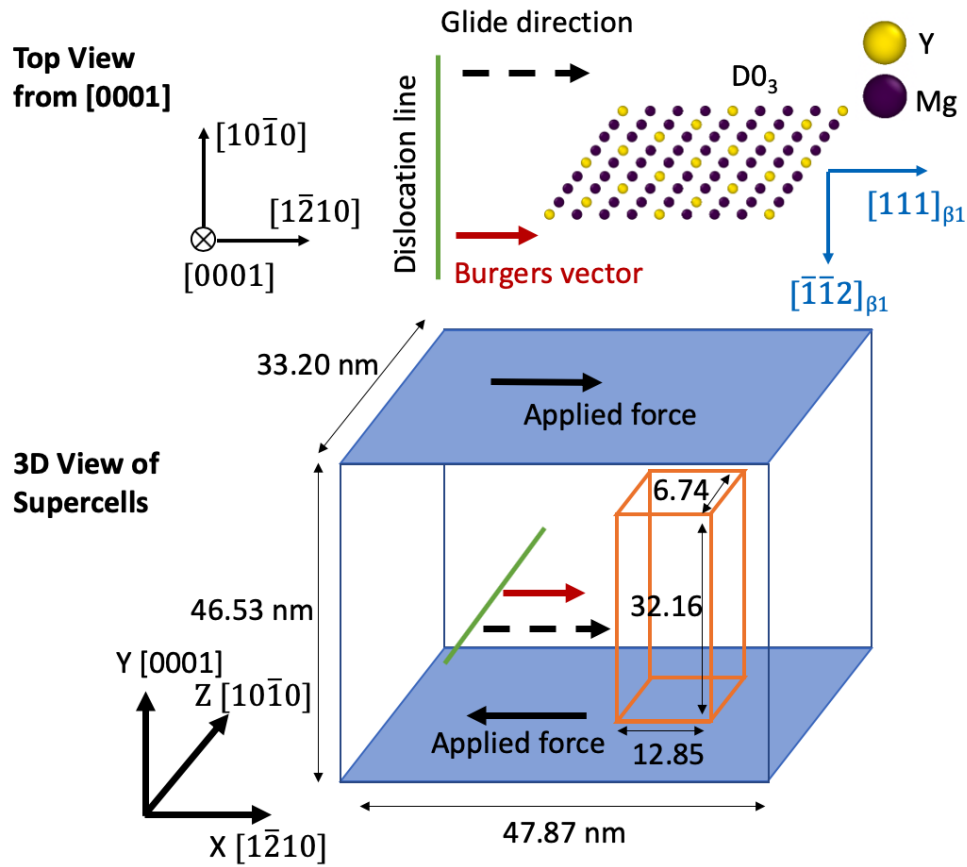 Top View
from [0001]
Glide direction
Y
Mg
D0₃
[101̄0]
[12̄10]
[0001]
Dislocation line
Burgers vector
[111]β1
[1̄1̄2]β1
33.20 nm
Applied force
3D View of
Supercells
6.74
46.53 nm
32.16
Y [0001]
Z [101̄0]
Applied force
12.85
X [12̄10]
47.87 nm